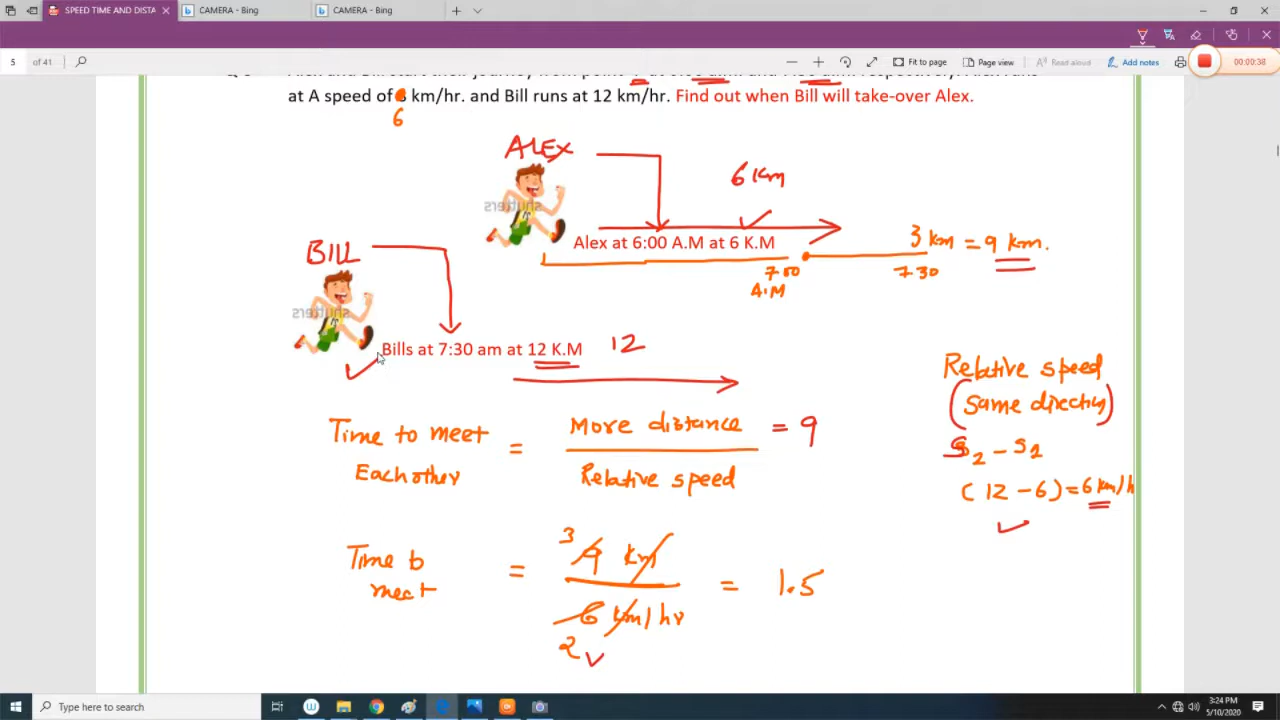 SPEED TIME AND DISTA
CAMERA - Bing
CAMERA - Bing
5 of 41
Fit to page
Page view
Read aloud
Add notes
00:00:38
at A speed of km/hr. and Bill runs at 12 km/hr. Find out when Bill will take-over Alex.
6
ALEX
6 Km
Alex at 6:00 A.M at 6 K.M
3 km = 9 km.
7 00
A.M
7 30
BILL
Bills at 7:30 am at 12 K.M
12
shutters
shutters
Relative speed
(Same direction)
S2 - S2
(12 - 6) = 6 km/h
Time to meet Each other = More distance / Relative speed = 9
Time to meet = 9 km / 6 km/hr = 1.5
3
2
Type here to search
3:24 PM
5/10/2020